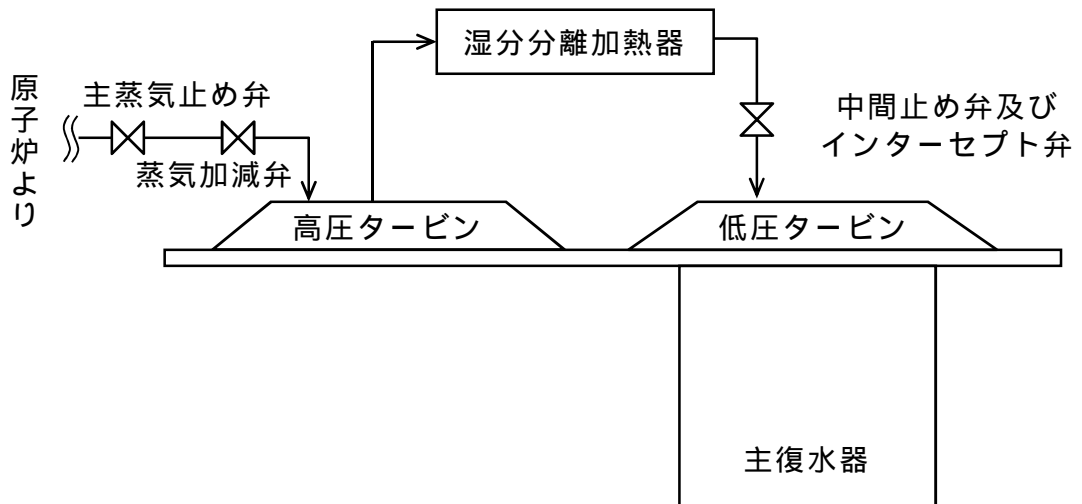 湿分分離加熱器
原子炉より
主蒸気止め弁
蒸気加減弁
中間止め弁及び
インターセプト弁
高圧タービン
低圧タービン
主復水器